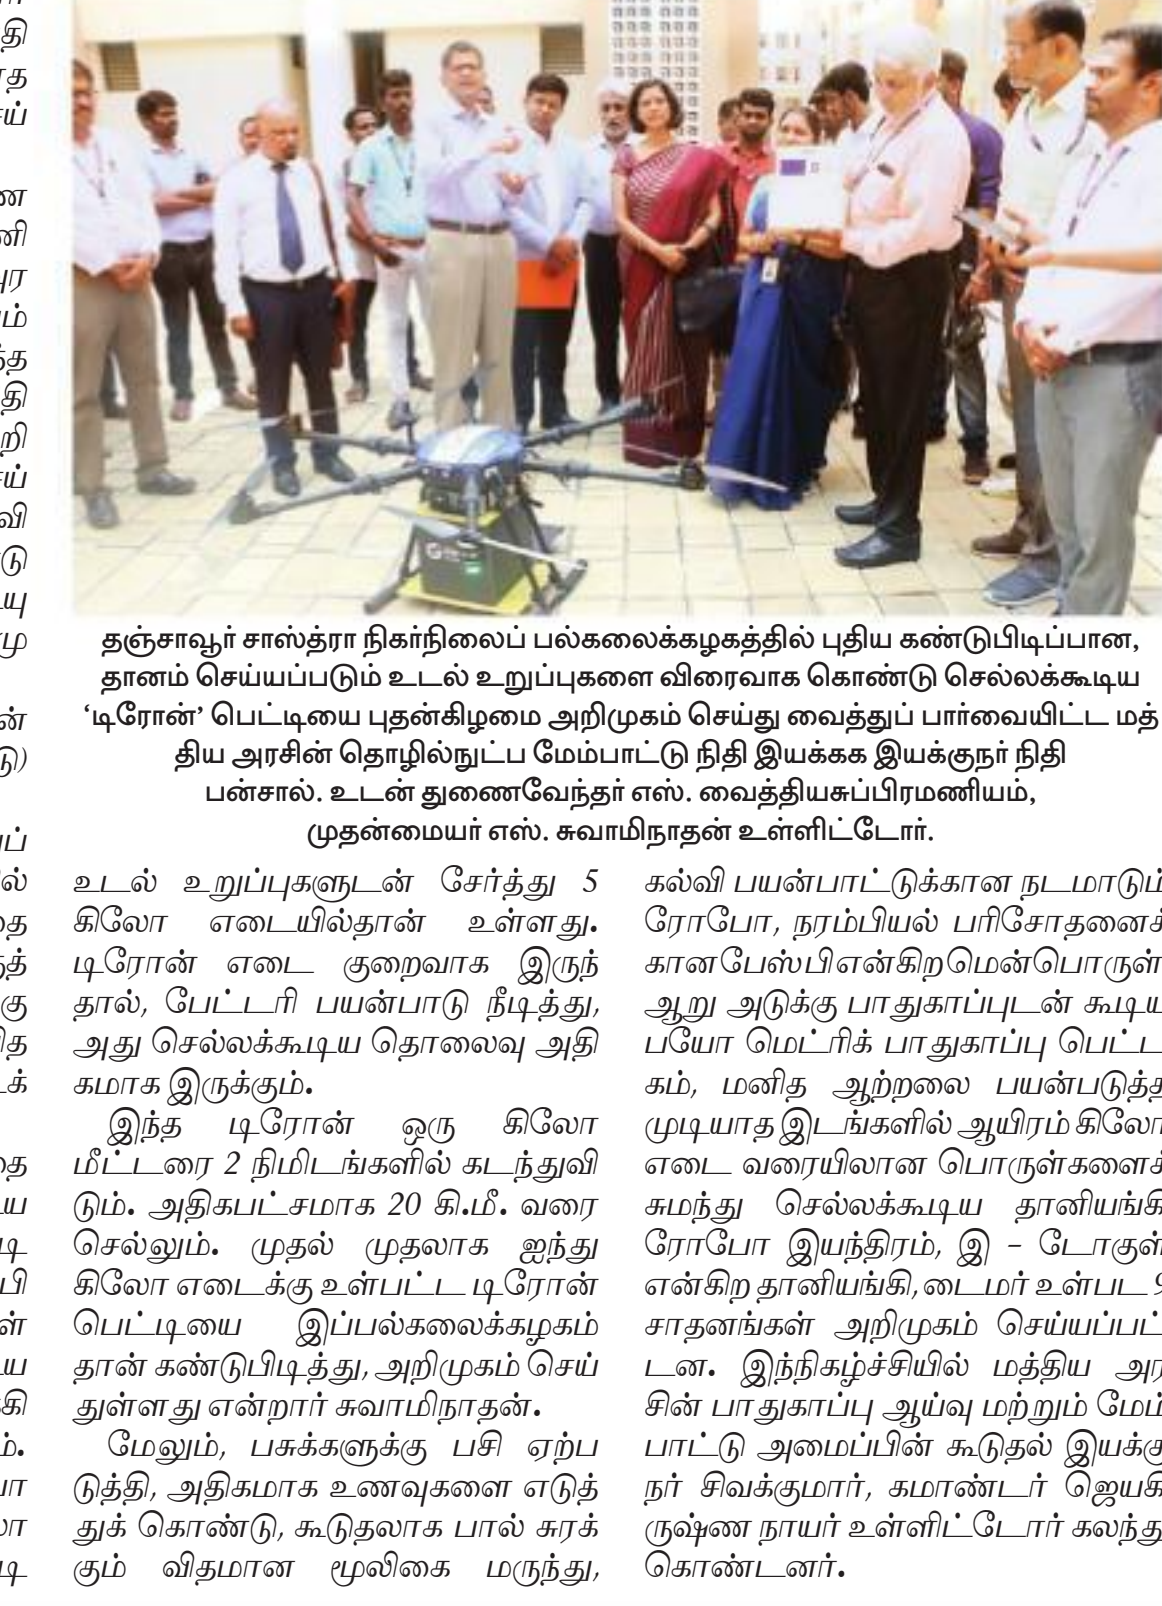 தஞ்சாவூர் சாஸ்த்ரா நிகர்நிலைப் பல்கலைக்கழகத்தில் புதிய கண்டுபிடிப்பான,
தானம் செய்யப்படும் உடல் உறுப்புகளை விரைவாக கொண்டு செல்லக்கூடிய
‘டிரோன்’ பெட்டியை புதன்கிழமை அறிமுகம் செய்து வைத்துப் பார்வையிட்ட மத்
திய அரசின் தொழில்நுட்ப மேம்பாட்டு நிதி இயக்கக இயக்குநர் நிதி
பன்சால். உடன் துணைவேந்தர் எஸ். வைத்தியசுப்பிரமணியம்,
முதன்மையர் எஸ். சுவாமிநாதன் உள்ளிட்டோர்.
உடல் உறுப்புகளுடன் சேர்த்து 5
கிலோ எடையில்தான் உள்ளது.
டிரோன் எடை குறைவாக இருந்
தால், பேட்டரி பயன்பாடு நீடித்து,
அது செல்லக்கூடிய தொலைவு அதி
கமாக இருக்கும்.
இந்த டிரோன் ஒரு கிலோ
மீட்டரை 2 நிமிடங்களில் கடந்துவி
டும். அதிகபட்சமாக 20 கி.மீ. வரை
செல்லும். முதல் முதலாக ஐந்து
கிலோ எடைக்கு உள்பட்ட டிரோன்
பெட்டியை இப்பல்கலைக்கழகம்
தான் கண்டுபிடித்து, அறிமுகம் செய்
துள்ளது என்றார் சுவாமிநாதன்.
மேலும், பசுக்களுக்கு பசி ஏற்ப
டுத்தி, அதிகமாக உணவுகளை எடுத்
துக் கொண்டு, கூடுதலாக பால் சுரக்
கும் விதமான மூலிகை மருந்து,
கல்வி பயன்பாட்டுக்கான நடமாடும்
ரோபோ, நரம்பியல் பரிசோதனைக்
கான பேஸ் பி என்கிற மென்பொருள்
ஆறு அடுக்கு பாதுகாப்புடன் கூடிய
பயோ மெட்ரிக் பாதுகாப்பு பெட்ட
கம், மனித ஆற்றலை பயன்படுத்த
முடியாத இடங்களில் ஆயிரம் கிலோ
எடை வரையிலான பொருள்களைச்
சுமந்து செல்லக்கூடிய தானியங்கி
ரோபோ இயந்திரம், இ – டோகுள்
என்கிற தானியங்கி, டைமர் உள்பட 9
சாதனங்கள் அறிமுகம் செய்யப்பட்
டன. இந்நிகழ்ச்சியில் மத்திய அர
சின் பாதுகாப்பு ஆய்வு மற்றும் மேம்
பாட்டு அமைப்பின் கூடுதல் இயக்கு
நர் சிவக்குமார், கமாண்டர் ஜெயகி
ருஷ்ண நாயர் உள்ளிட்டோர் கலந்து
கொண்டனர்.